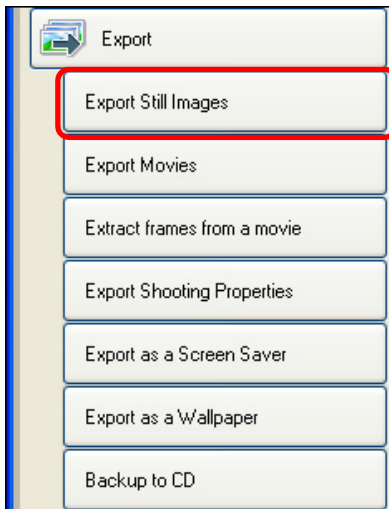 Export
Export Still Images
Export Movies
Extract frames from a movie
Export Shooting Properties
Export as a Screen Saver
Export as a Wallpaper
Backup to CD